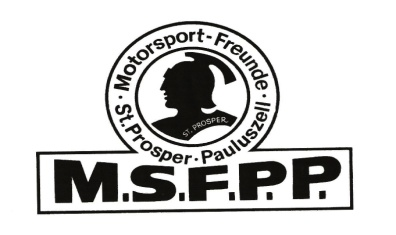 · Motorsport-Freunde ·
St.Prosper · Pauluszell
ST. PROSPER
M.S.F.P.P.